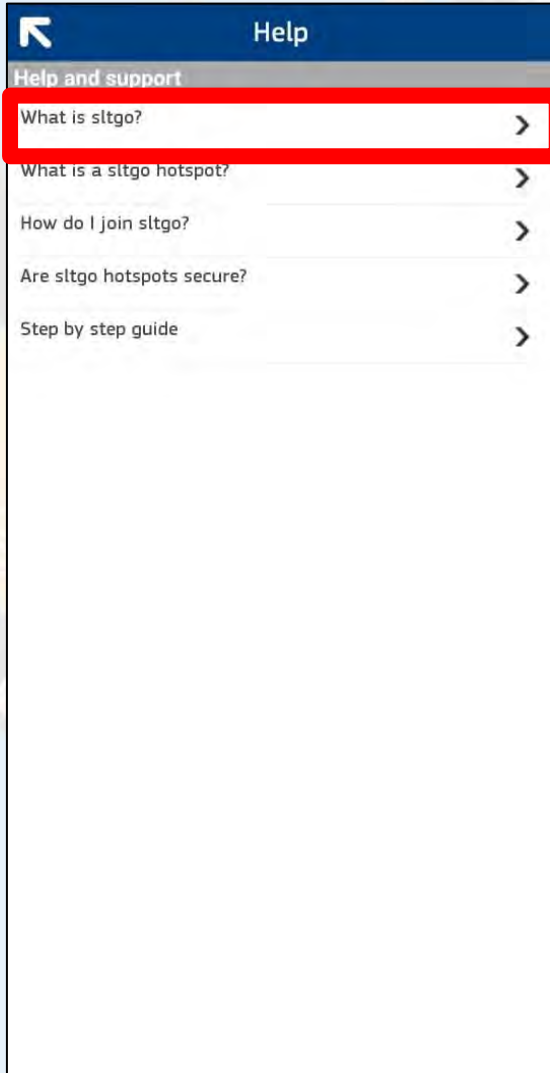 Help
Help and support
What is sltgo?
What is a sltgo hotspot?
How do I join sltgo?
Are sltgo hotspots secure?
Step by step guide